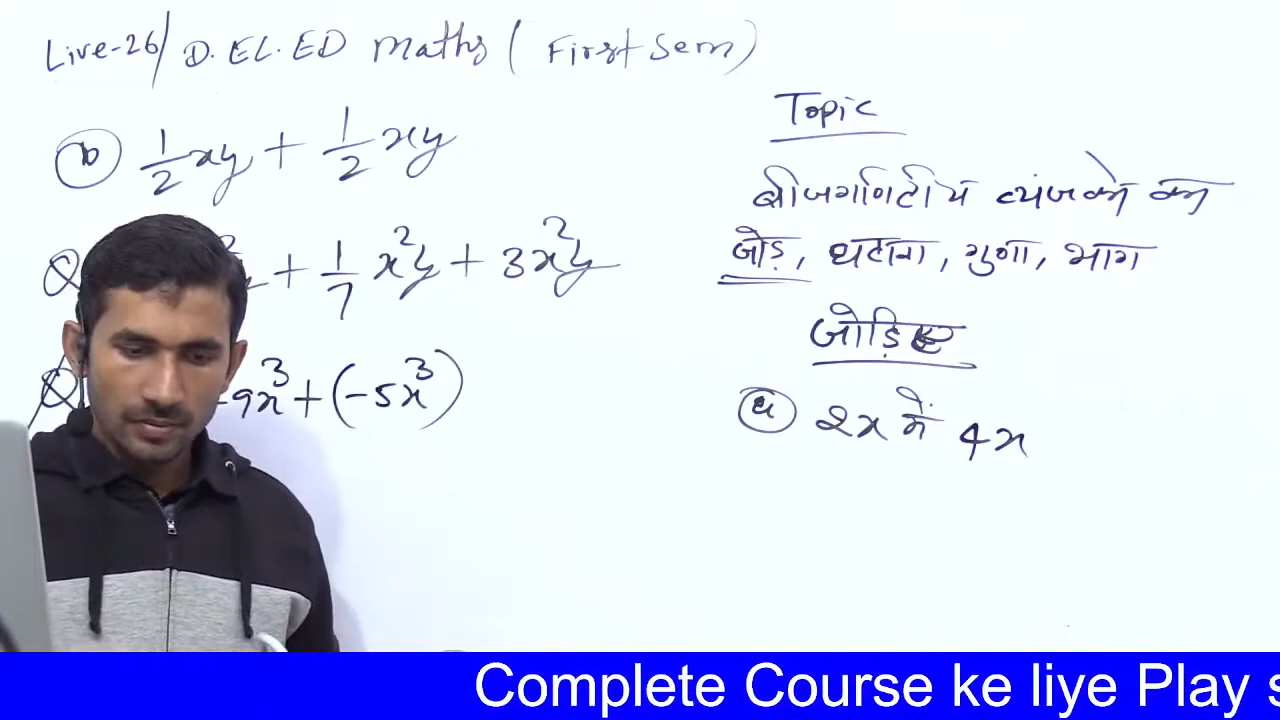 Live-26/ D.EL.ED Maths ( First Sem )
(b) 1/2 xy + 1/2 xy
Q + 1/7 x²y + 3x²y
Q -9x³ + (-5x³)
Topic
बीजगणितीय व्यंजको का
जोड़, घटाना, गुणा, भाग
जोड़िए
(घ) 2x में 4x
Complete Course ke liye Play s